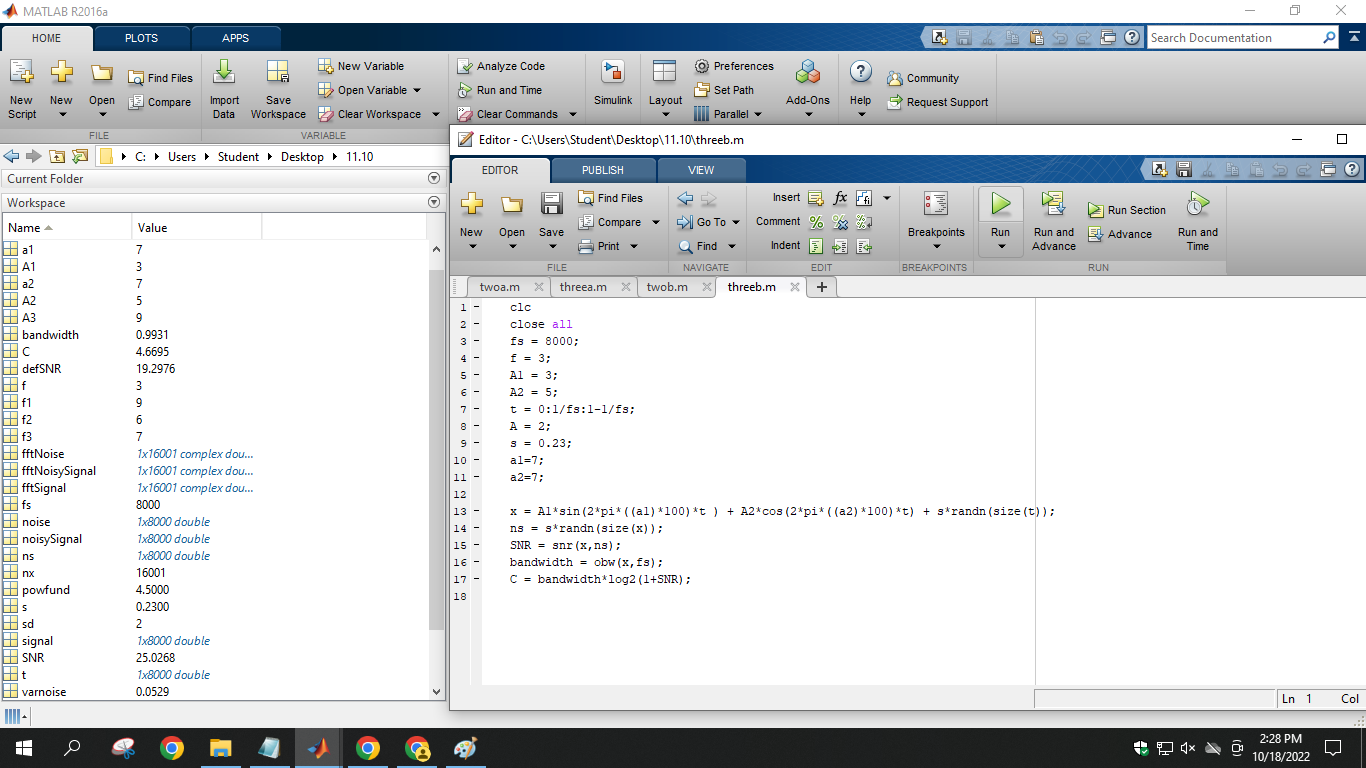 MATLAB R2016a
HOME PLOTS APPS
Search Documentation
New Script
New
Open
Find Files
Compare
Import Data
Save Workspace
New Variable
Open Variable
Clear Workspace
Analyze Code
Run and Time
Clear Commands
Simulink
Layout
Preferences
Set Path
Parallel
Add-Ons
Help
Community
Request Support
FILE
VARIABLE
C: Users Student Desktop 11.10
Current Folder
Workspace
Name Value
a1 7
A1 3
a2 7
A2 5
A3 9
bandwidth 0.9931
C 4.6695
defSNR 19.2976
f 3
f1 9
f2 6
f3 7
fftNoise 1x16001 complex dou...
fftNoisySignal 1x16001 complex dou...
fftSignal 1x16001 complex dou...
fs 8000
noise 1x8000 double
noisySignal 1x8000 double
ns 1x8000 double
nx 16001
powfund 4.5000
s 0.2300
sd 2
signal 1x8000 double
SNR 25.0268
t 1x8000 double
varnoise 0.0529
Editor - C:\Users\Student\Desktop\11.10\threeb.m
EDITOR PUBLISH VIEW
New
Open
Save
Find Files
Compare
Print
Go To
Find
Insert
fx
Comment
Indent
Breakpoints
Run
Run and Advance
Run Section
Advance
Run and Time
FILE NAVIGATE EDIT BREAKPOINTS RUN
twoa.m threea.m twob.m threeb.m
1 - clc
2 - close all
3 - fs = 8000;
4 - f = 3;
5 - A1 = 3;
6 - A2 = 5;
7 - t = 0:1/fs:1-1/fs;
8 - A = 2;
9 - s = 0.23;
10 - a1=7;
11 - a2=7;
12
13 - x = A1*sin(2*pi*((a1)*100)*t ) + A2*cos(2*pi*((a2)*100)*t) + s*randn(size(t));
14 - ns = s*randn(size(x));
15 - SNR = snr(x,ns);
16 - bandwidth = obw(x,fs);
17 - C = bandwidth*log2(1+SNR);
18
Ln 1 Col
2:28 PM
10/18/2022